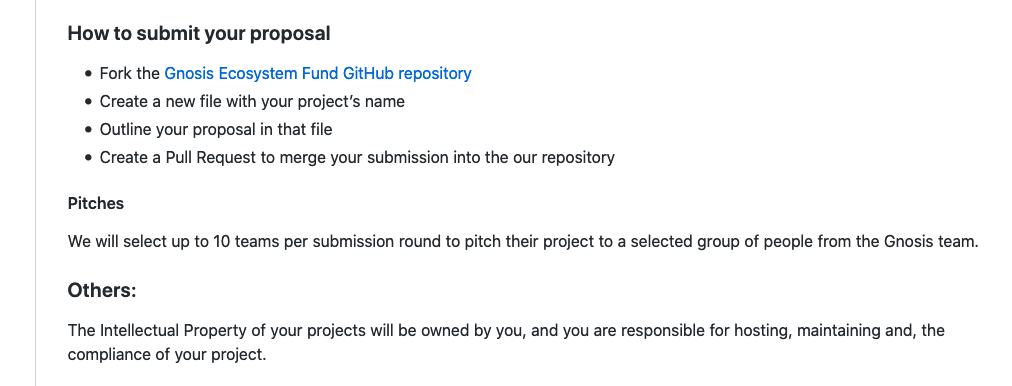 How to submit your proposal
• Fork the Gnosis Ecosystem Fund GitHub repository
• Create a new file with your project’s name
• Outline your proposal in that file
• Create a Pull Request to merge your submission into the our repository
Pitches
We will select up to 10 teams per submission round to pitch their project to a selected group of people from the Gnosis team.
Others:
The Intellectual Property of your projects will be owned by you, and you are responsible for hosting, maintaining and, the
compliance of your project.